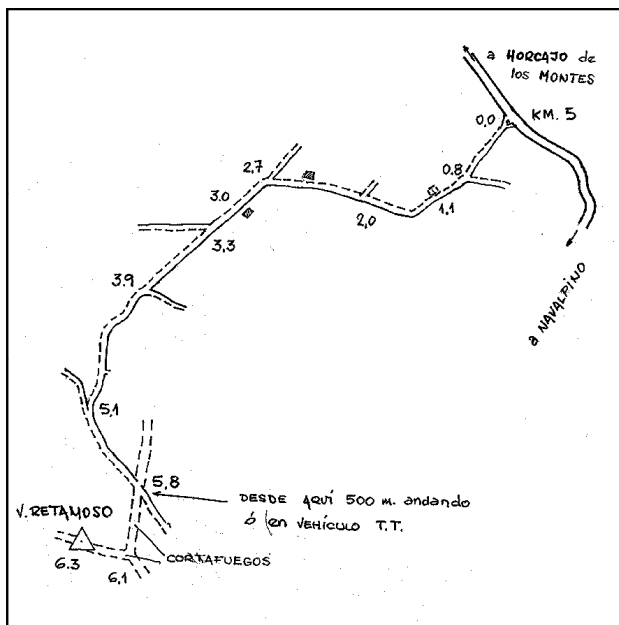 a HORCAJO de
los MONTES
KM. 5
0,0
0.8
1,1
2,0
2,7
3.0
3,3
a NAVALPINO
3.9
5,1
5,8
DESDE AQUÍ 500 m. andando
ó en VEHÍCULO T.T.
V. RETAMOSO
CORTAFUEGOS
6.3
6,1